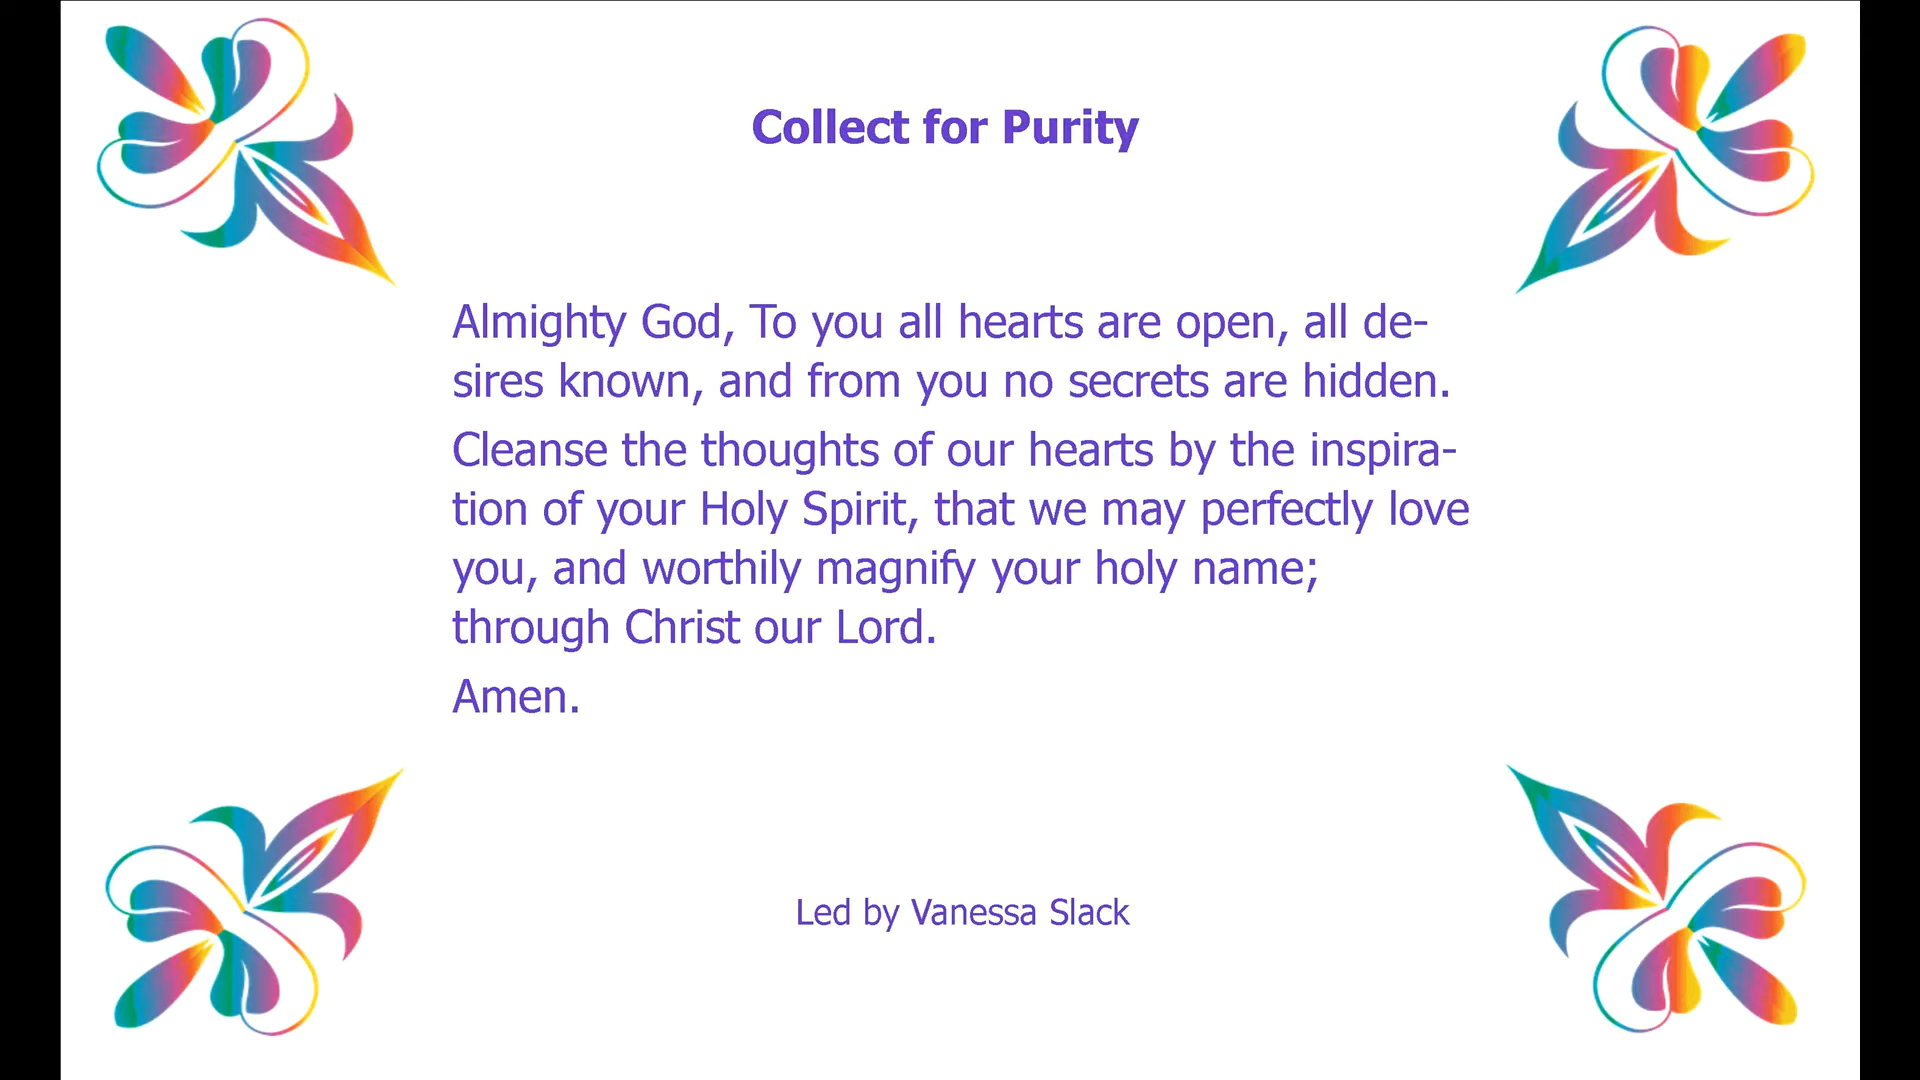 Collect for Purity
Almighty God, To you all hearts are open, all de-
sires known, and from you no secrets are hidden.
Cleanse the thoughts of our hearts by the inspira-
tion of your Holy Spirit, that we may perfectly love
you, and worthily magnify your holy name;
through Christ our Lord.
Amen.
Led by Vanessa Slack